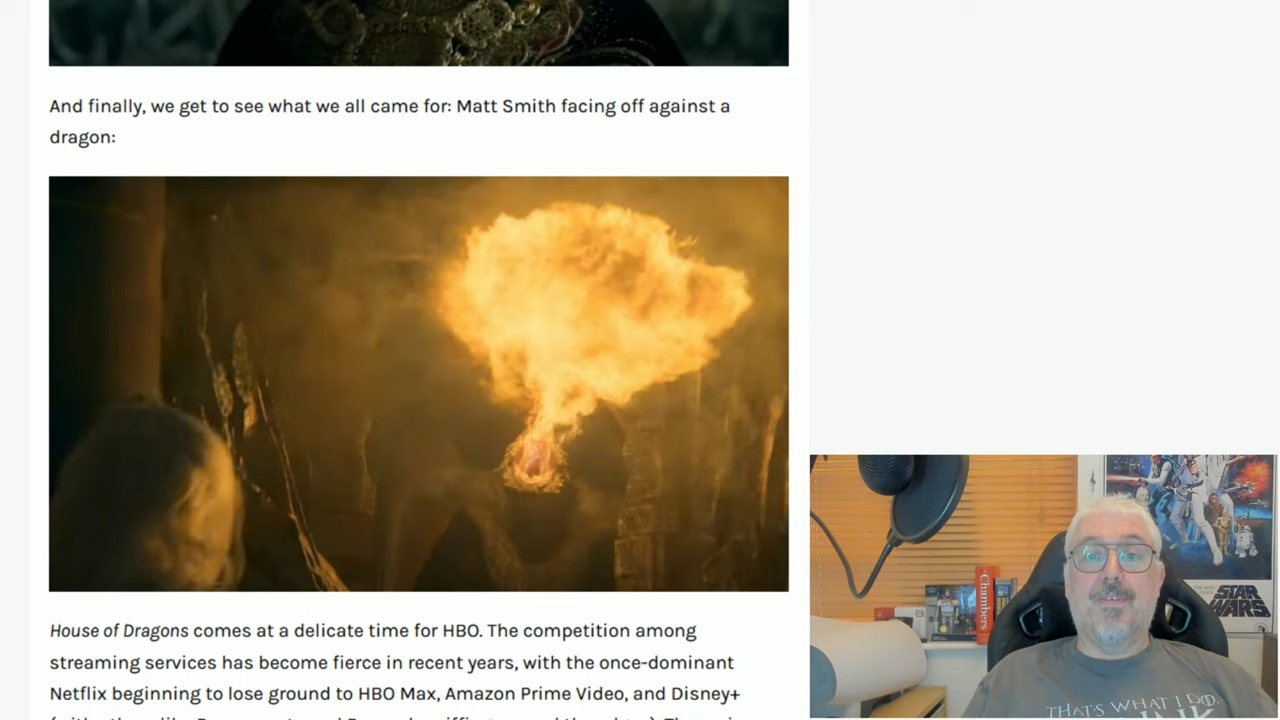 And finally, we get to see what we all came for: Matt Smith facing off against a
dragon:
House of Dragons comes at a delicate time for HBO. The competition among
streaming services has become fierce in recent years, with the once-dominant
Netflix beginning to lose ground to HBO Max, Amazon Prime Video, and Disney+
Chambers
STAR
WARS
THAT'S WHAT I DO.